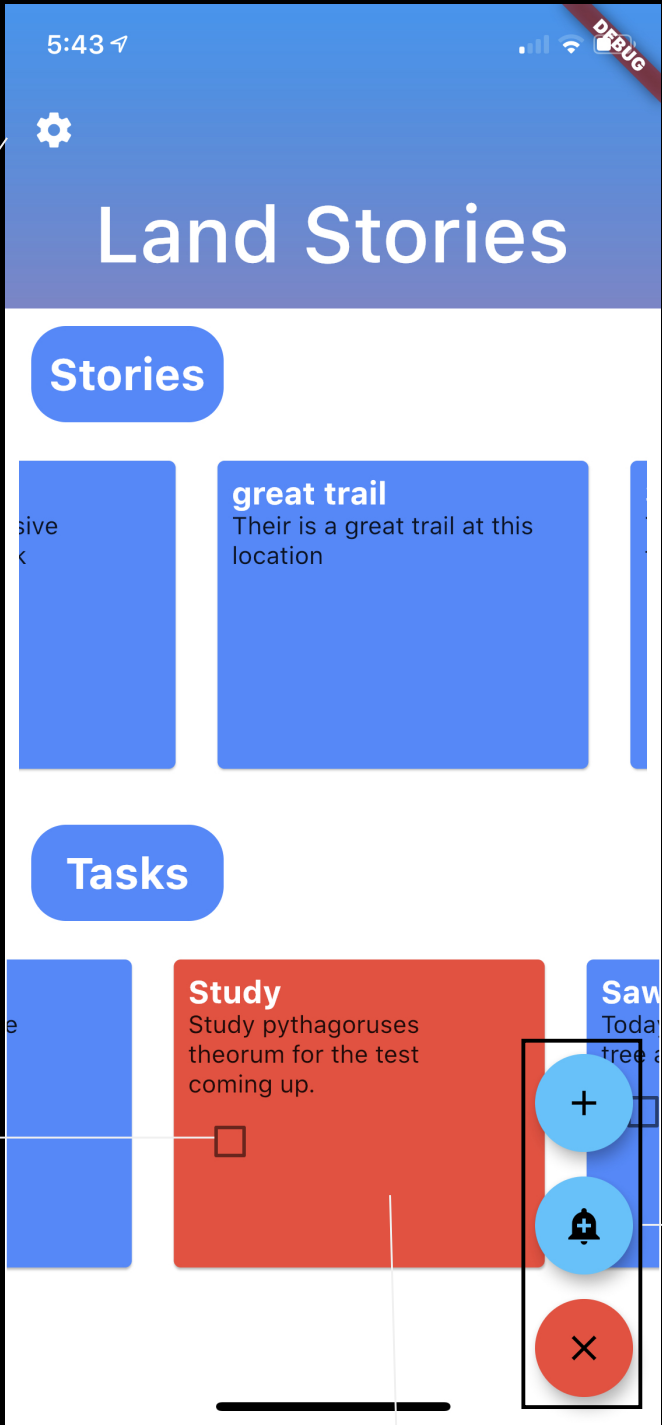 5:43
DEBUG
Land Stories
Stories
sive
great trail
Their is a great trail at this
location
Tasks
e
Study
Study pythagoruses
theorum for the test
coming up.
Saw
Today
tree a